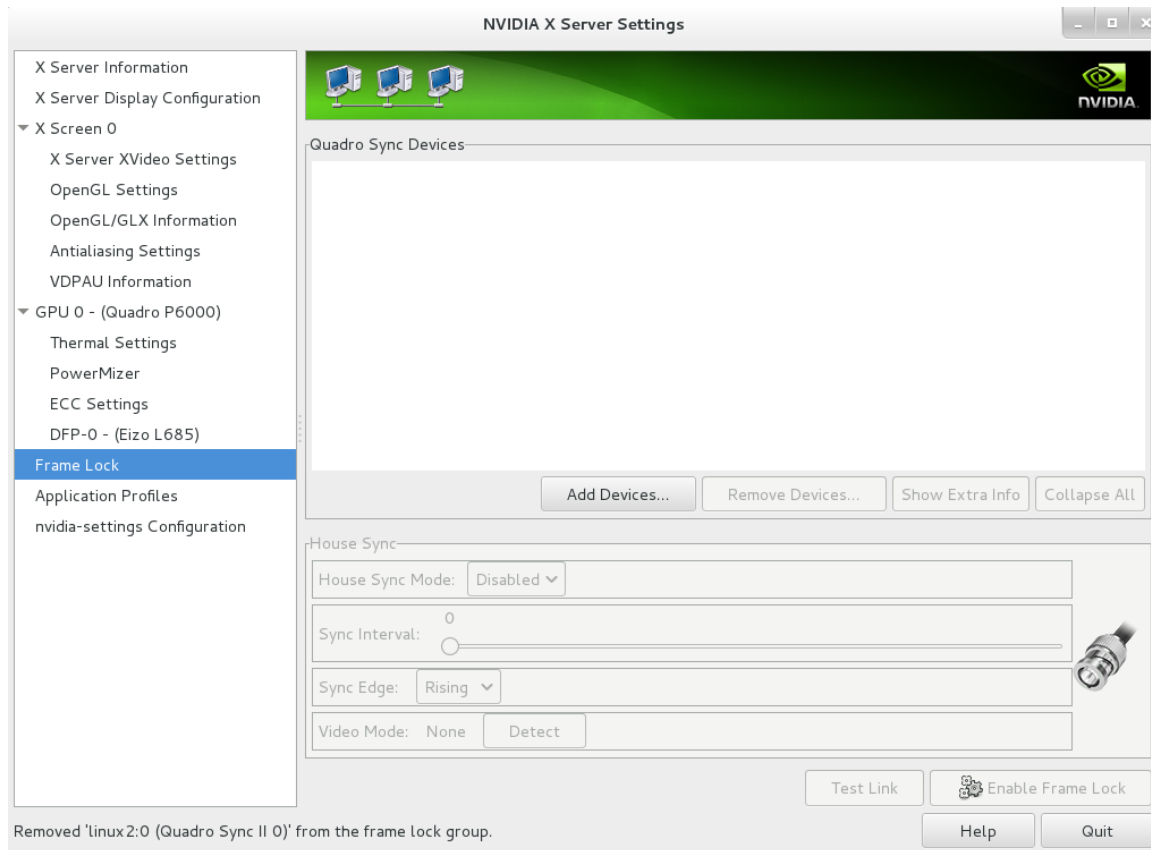 NVIDIA X Server Settings
X Server Information
X Server Display Configuration
X Screen 0
X Server XVideo Settings
OpenGL Settings
OpenGL/GLX Information
Antialiasing Settings
VDPAU Information
GPU 0 - (Quadro P6000)
Thermal Settings
PowerMizer
ECC Settings
DFP-0 - (Eizo L685)
Frame Lock
Application Profiles
nvidia-settings Configuration
NVIDIA.
Quadro Sync Devices
Add Devices... Remove Devices... Show Extra Info Collapse All
House Sync
House Sync Mode: Disabled
0
Sync Interval:
Sync Edge: Rising
Video Mode: None Detect
Test Link Enable Frame Lock
Removed 'linux2:0 (Quadro Sync II 0)' from the frame lock group.
Help Quit